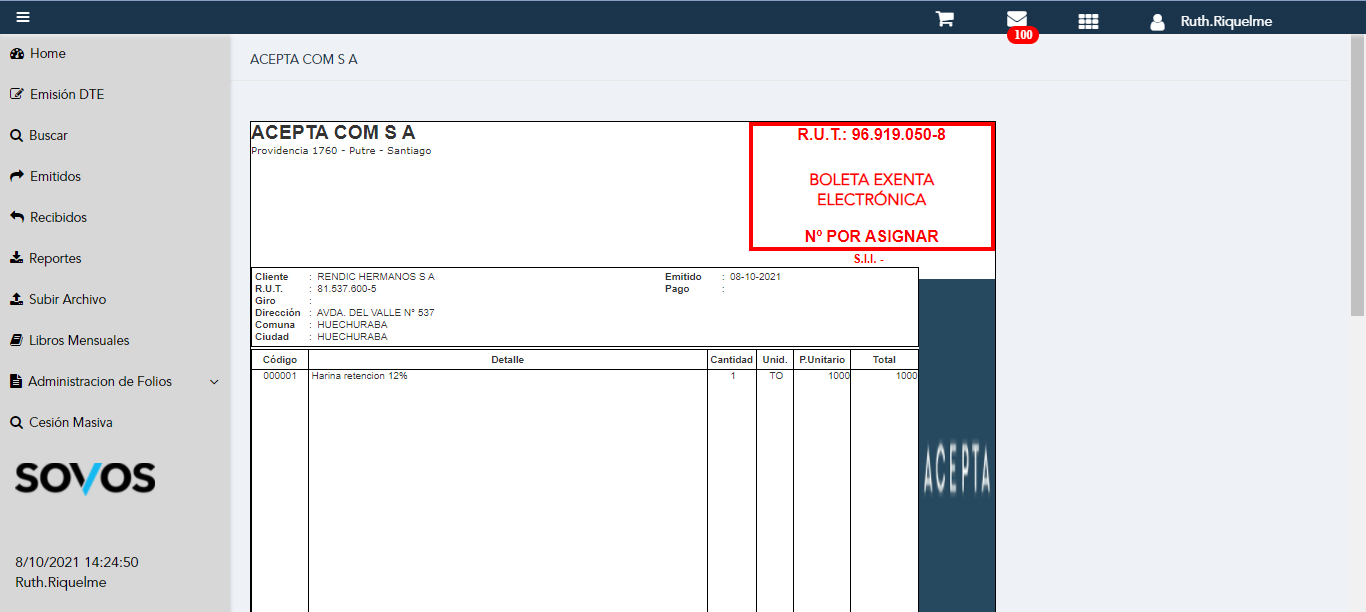 100
Ruth.Riquelme
Home
Emisión DTE
Buscar
Emitidos
Recibidos
Reportes
Subir Archivo
Libros Mensuales
Administracion de Folios
Cesión Masiva
SOVOS
8/10/2021 14:24:50
Ruth.Riquelme
ACEPTA COM S A
ACEPTA COM S A
Providencia 1760 - Putre - Santiago
R.U.T.: 96.919.050-8
BOLETA EXENTA
ELECTRÓNICA
Nº POR ASIGNAR
S.I.I. -
Cliente : RENDIC HERMANOS S A Emitido : 08-10-2021
R.U.T. : 81.537.600-5 Pago :
Giro :
Dirección : AVDA. DEL VALLE N° 537
Comuna : HUECHURABA
Ciudad : HUECHURABA
Código Detalle Cantidad Unid. P.Unitario Total
000001 Harina retencion 12% 1 TO 1000 1000
ACEPTA